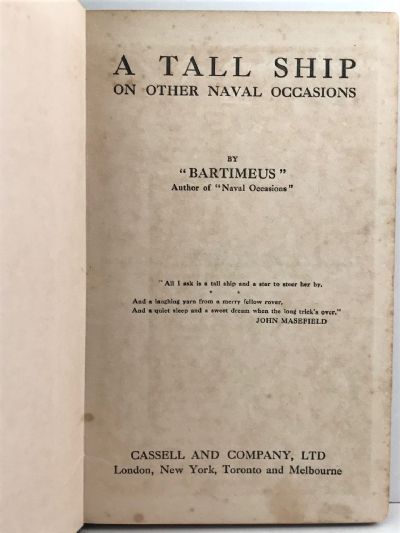 A TALL SHIP
ON OTHER NAVAL OCCASIONS
BY
"BARTIMEUS"
Author of "Naval Occasions"
"All I ask is a tall ship and a star to steer her by.
* *
And a laughing yarn from a merry fellow rover,
And a quiet sleep and a sweet dream when the long trick's over."
JOHN MASEFIELD
CASSELL AND COMPANY, LTD
London, New York, Toronto and Melbourne